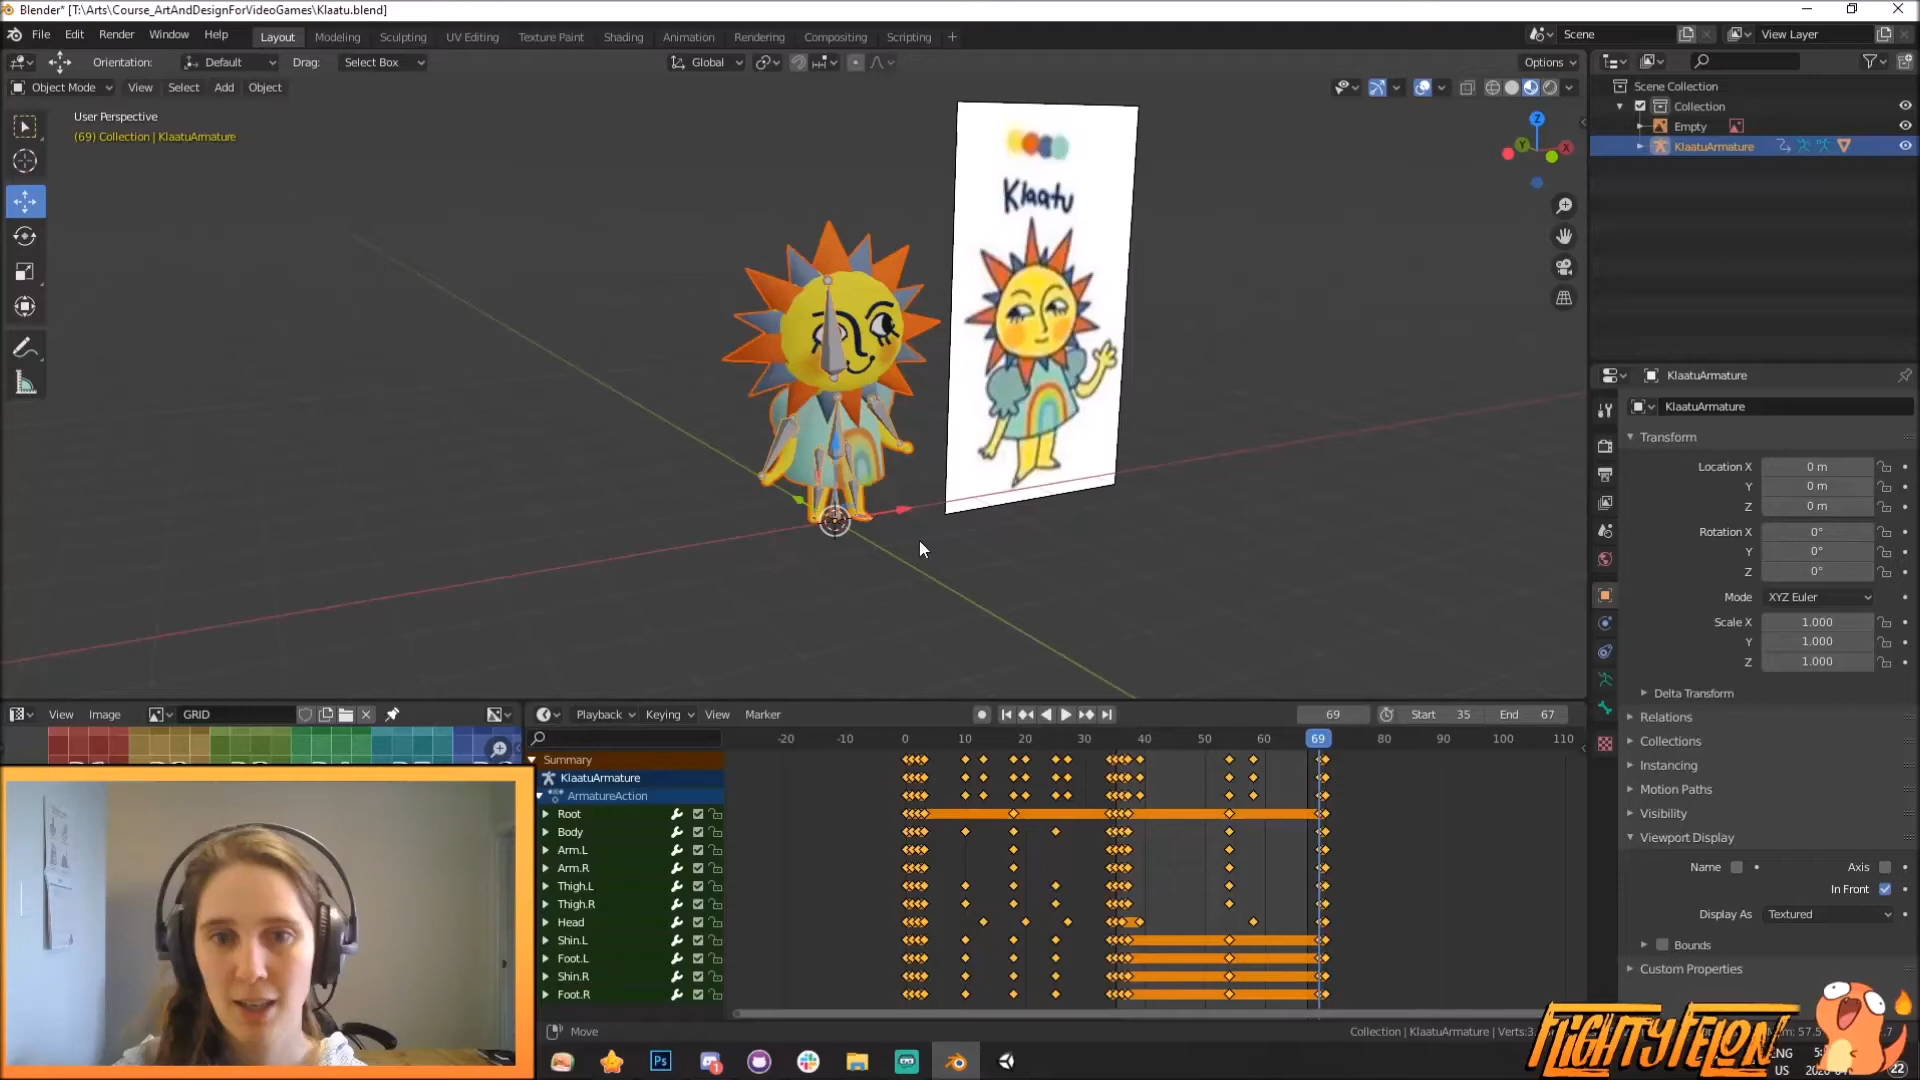 Blender* [T:\Arts\Course_ArtAndDesignForVideoGames\Klaatu.blend]
File Edit Render Window Help Layout Modeling Sculpting UV Editing Texture Paint Shading Animation Rendering Compositing Scripting + Scene View Layer
Orientation: Default Drag: Select Box Global Options
Object Mode View Select Add Object
User Perspective
(69) Collection | KlaatuArmature
Klaatu
Z
Y
X
Scene Collection
Collection
Empty
KlaatuArmature
KlaatuArmature
KlaatuArmature
Transform
Location X 0 m
Y 0 m
Z 0 m
Rotation X 0°
Y 0°
Z 0°
Mode XYZ Euler
Scale X 1.000
Y 1.000
Z 1.000
Delta Transform
Relations
Collections
Instancing
Motion Paths
Visibility
Viewport Display
Name Axis
In Front
Display As Textured
Bounds
Custom Properties
View Image GRID
Playback Keying View Marker 69 Start 35 End 67
-20 -10 0 10 20 30 40 50 60 69 80 90 100 110
Summary
KlaatuArmature
ArmatureAction
Root
Body
Arm.L
Arm.R
Thigh.L
Thigh.R
Head
Shin.L
Foot.L
Shin.R
Foot.R
Move
Collection | KlaatuArmature | Verts:3
FLIGHTYFELON
Ps
1
ENG
US
22